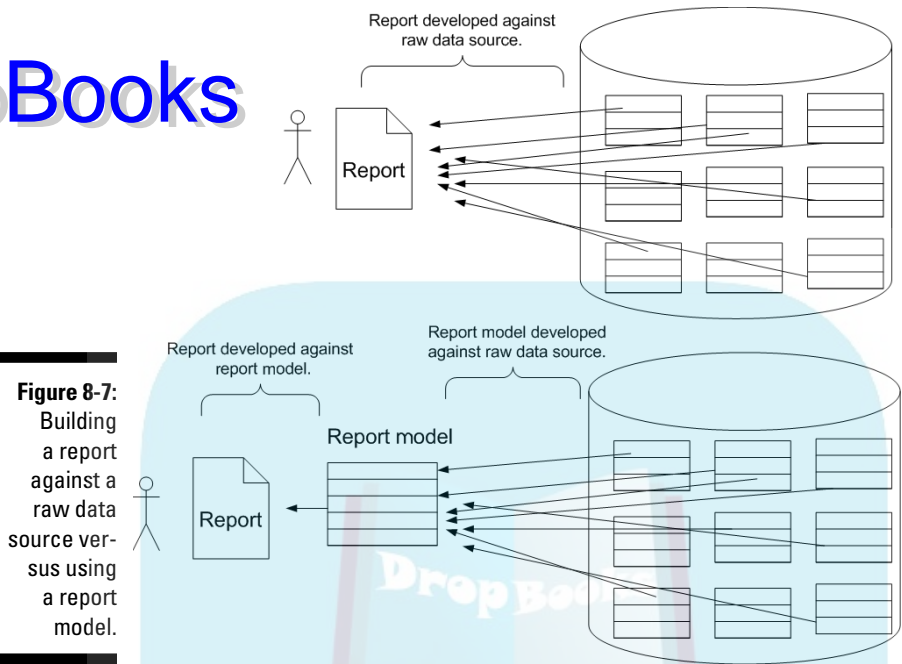 Report developed against
raw data source.
Books
Report
Report developed against
report model.
Report model developed
against raw data source.
Report model
Report
Figure 8-7:
Building
a report
against a
raw data
source ver-
sus using
a report
model.
DropBooks